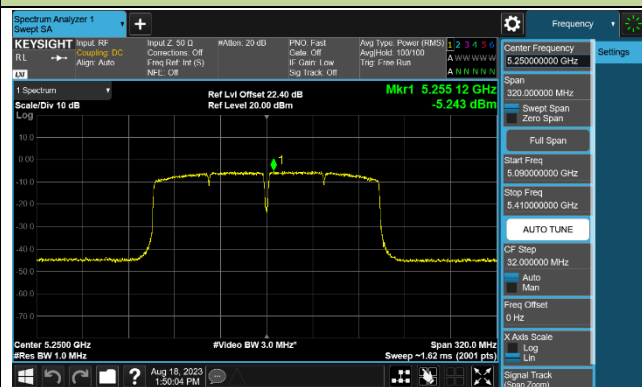 Spectrum Analyzer 1
Swept SA
Frequency
KEYSIGHT
RL
LXI
Input: RF
Coupling: DC
Align: Auto
Input Z: 50 Ω
Corrections: Off
Freq Ref: Int (S)
NFE: Off
#Atten: 20 dB
PNO: Fast
Gate: Off
IF Gain: Low
Sig Track: Off
Avg Type: Power (RMS)
Avg|Hold: 100/100
Trig: Free Run
1 2 3 4 5 6
A W W W W W
A N N N N N
1 Spectrum
Scale/Div 10 dB
Log
Ref Lvl Offset 22.40 dB
Ref Level 20.00 dBm
Mkr1 5.255 12 GHz
-5.243 dBm
10.0
0.00
-10.0
-20.0
-30.0
-40.0
-50.0
-60.0
-70.0
1
Center 5.2500 GHz
#Res BW 1.0 MHz
#Video BW 3.0 MHz*
Span 320.0 MHz
Sweep ~1.62 ms (2001 pts)
Aug 18, 2023
1:50:04 PM
Center Frequency
5.25000000 GHz
Settings
Span
320.000000 MHz
Swept Span
Zero Span
Full Span
Start Freq
5.09000000 GHz
Stop Freq
5.41000000 GHz
AUTO TUNE
CF Step
32.000000 MHz
Auto
Man
Freq Offset
0 Hz
X Axis Scale
Log
Lin
Signal Track
(Span Zoom)